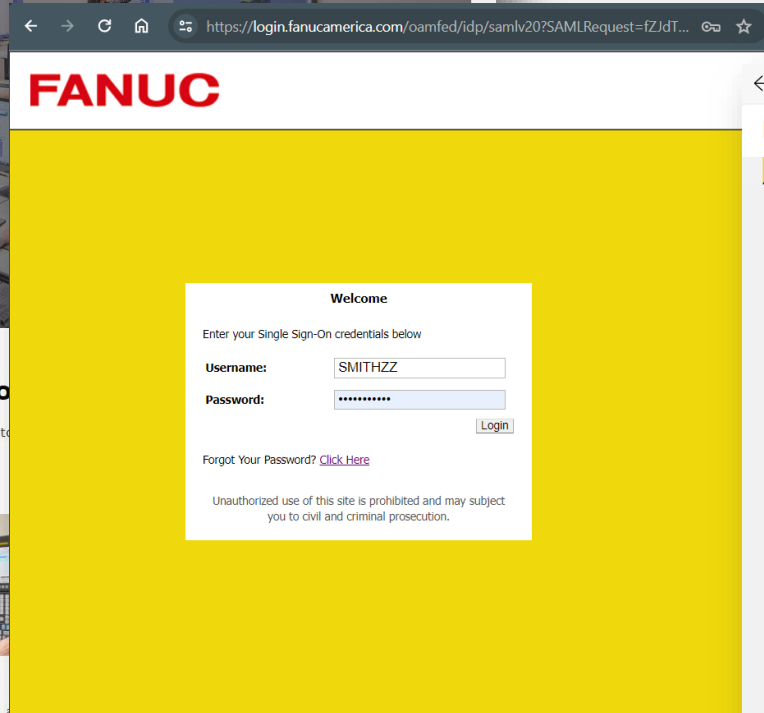 https://login.fanucamerica.com/oamfed/idp/samlv20?SAMLRequest=fZJdT...
FANUC
Welcome
Enter your Single Sign-On credentials below
Username: SMITHZZ
Password: •••••••••••
Login
Forgot Your Password? Click Here
Unauthorized use of this site is prohibited and may subject
you to civil and criminal prosecution.